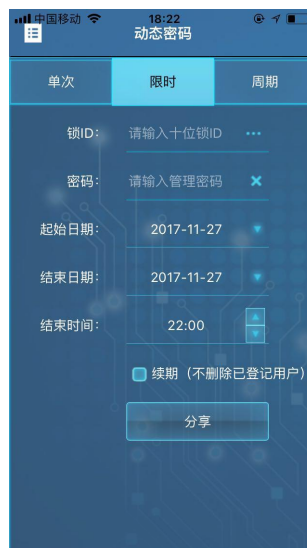 中国移动 18:22
动态密码
单次 限时 周期
锁ID: 请输入十位锁ID
密码: 请输入管理密码
起始日期: 2017-11-27
结束日期: 2017-11-27
结束时间: 22:00
续期（不删除已登记用户）
分享